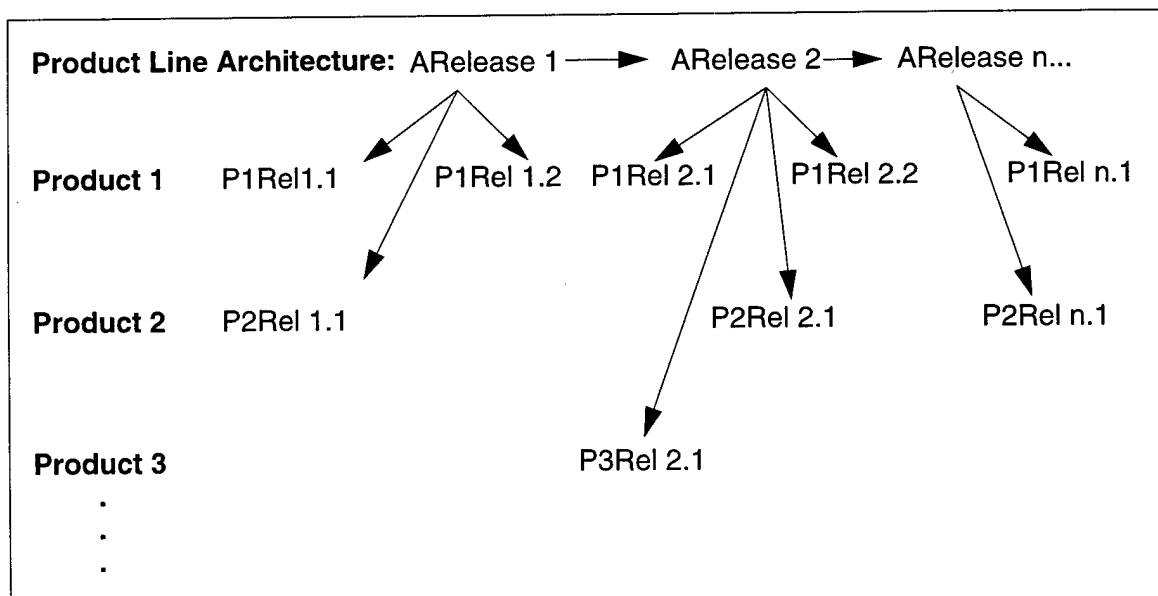 Product Line Architecture: ARelease 1 ARelease 2 ARelease n...
Product 1 P1Rel1.1 P1Rel 1.2 P1Rel 2.1 P1Rel 2.2 P1Rel n.1
Product 2 P2Rel 1.1 P2Rel 2.1 P2Rel n.1
Product 3 P3Rel 2.1
.
.
.